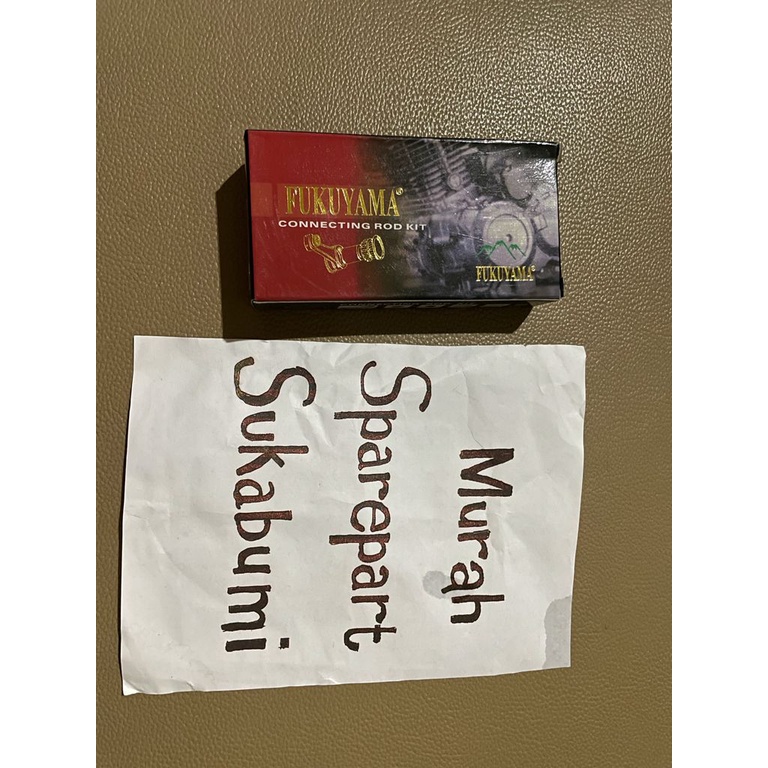 FUKUYAMA®
CONNECTING ROD KIT
FUKUYAMA®
Murah
Sparepart
Sukabumi